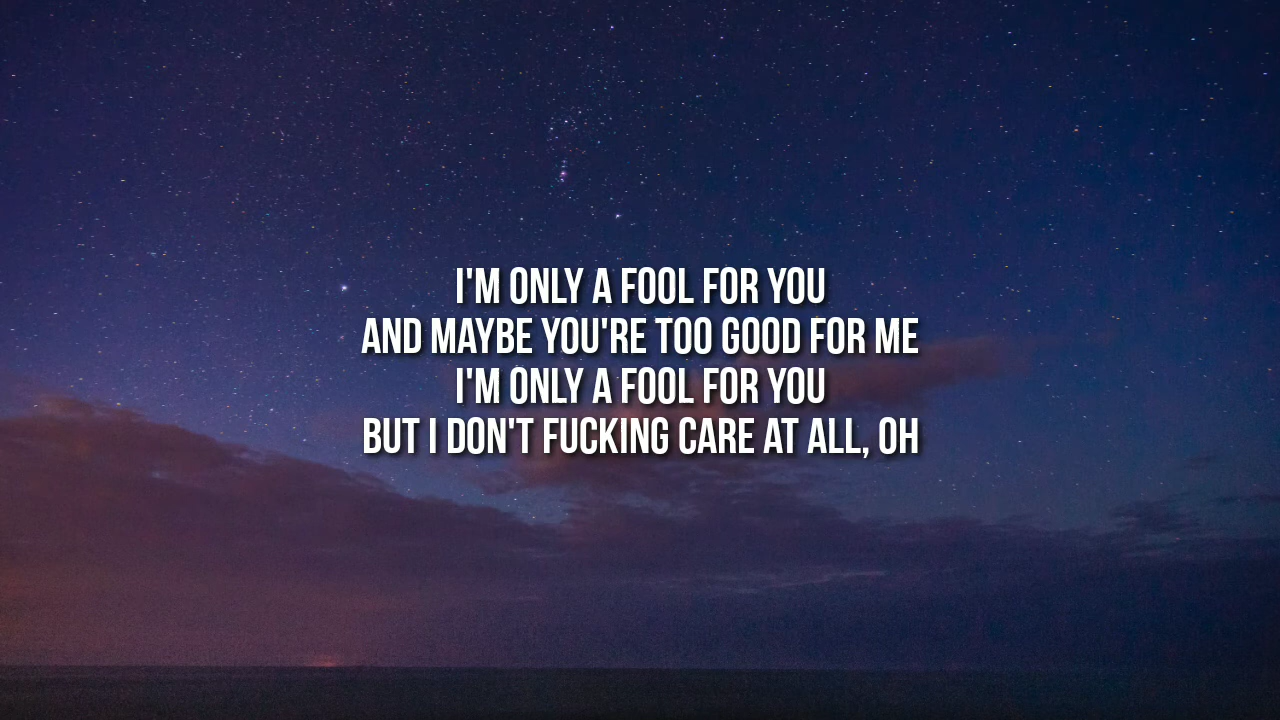 I'M ONLY A FOOL FOR YOU
AND MAYBE YOU'RE TOO GOOD FOR ME
I'M ONLY A FOOL FOR YOU
BUT I DON'T FUCKING CARE AT ALL, OH